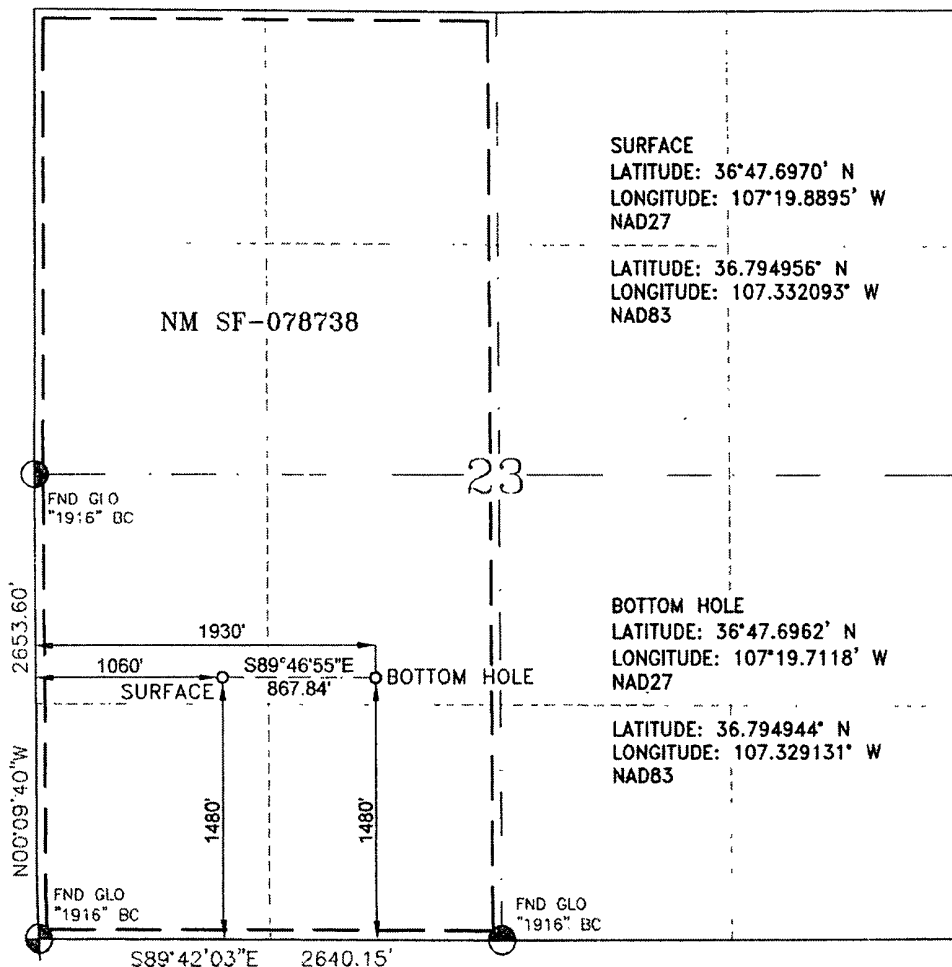 SURFACE
LATITUDE: 36°47.6970' N
LONGITUDE: 107°19.8895' W
NAD27
LATITUDE: 36.794956° N
LONGITUDE: 107.332093° W
NAD83
NM SF-078738
23
FND GLO
"1916" BC
2653.60'
N00°09'40"W
1930'
1060'
S89°46'55"E
867.84'
SURFACE
BOTTOM HOLE
1480'
1480'
BOTTOM HOLE
LATITUDE: 36°47.6962' N
LONGITUDE: 107°19.7118' W
NAD27
LATITUDE: 36.794944° N
LONGITUDE: 107.329131° W
NAD83
FND GLO
"1916" BC
FND GLO
"1916" BC
S89°42'03"E 2640.15'